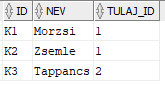 ID NEV TULAJ_ID
K1 Morzsi 1
K2 Zsemle 1
K3 Tappancs 2